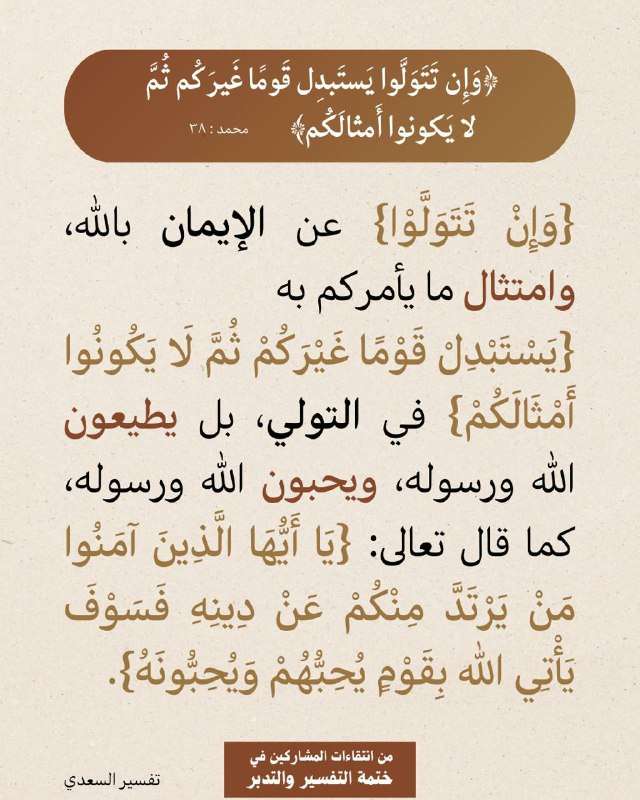 ﴿وَإِن تَتَوَلَّوا يَستَبدِل قَومًا غَيرَكُم ثُمَّ
لا يَكونوا أَمثالَكُم﴾ محمد : ٣٨
{وَإِنْ تَتَوَلَّوْا} عن الإيمان بالله،
وامتثال ما يأمركم به
{يَسْتَبْدِلْ قَوْمًا غَيْرَكُمْ ثُمَّ لَا يَكُونُوا
أَمْثَالَكُمْ} في التولي، بل يطيعون
الله ورسوله، ويحبون الله ورسوله،
كما قال تعالى: {يَا أَيُّهَا الَّذِينَ آمَنُوا
مَنْ يَرْتَدَّ مِنْكُمْ عَنْ دِينِهِ فَسَوْفَ
يَأْتِي الله بِقَوْمٍ يُحِبُّهُمْ وَيُحِبُّونَهُ}.
من انتقاءات المشاركين في
ختمة التفسير والتدبر
تفسير السعدي